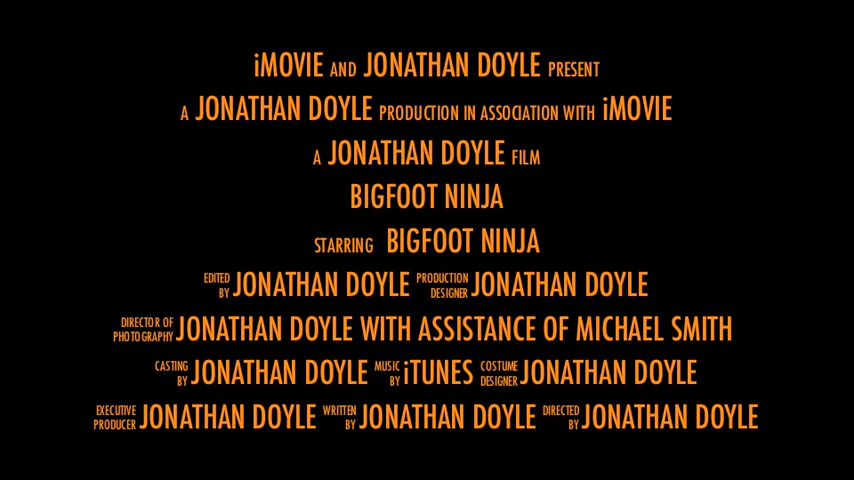 iMOVIE AND JONATHAN DOYLE PRESENT
A JONATHAN DOYLE PRODUCTION IN ASSOCIATION WITH iMOVIE
A JONATHAN DOYLE FILM
BIGFOOT NINJA
STARRING BIGFOOT NINJA
EDITED BY JONATHAN DOYLE PRODUCTION DESIGNER JONATHAN DOYLE
DIRECTOR OF PHOTOGRAPHY JONATHAN DOYLE WITH ASSISTANCE OF MICHAEL SMITH
CASTING BY JONATHAN DOYLE MUSIC BY iTUNES COSTUME DESIGNER JONATHAN DOYLE
EXECUTIVE PRODUCER JONATHAN DOYLE WRITTEN BY JONATHAN DOYLE DIRECTED BY JONATHAN DOYLE